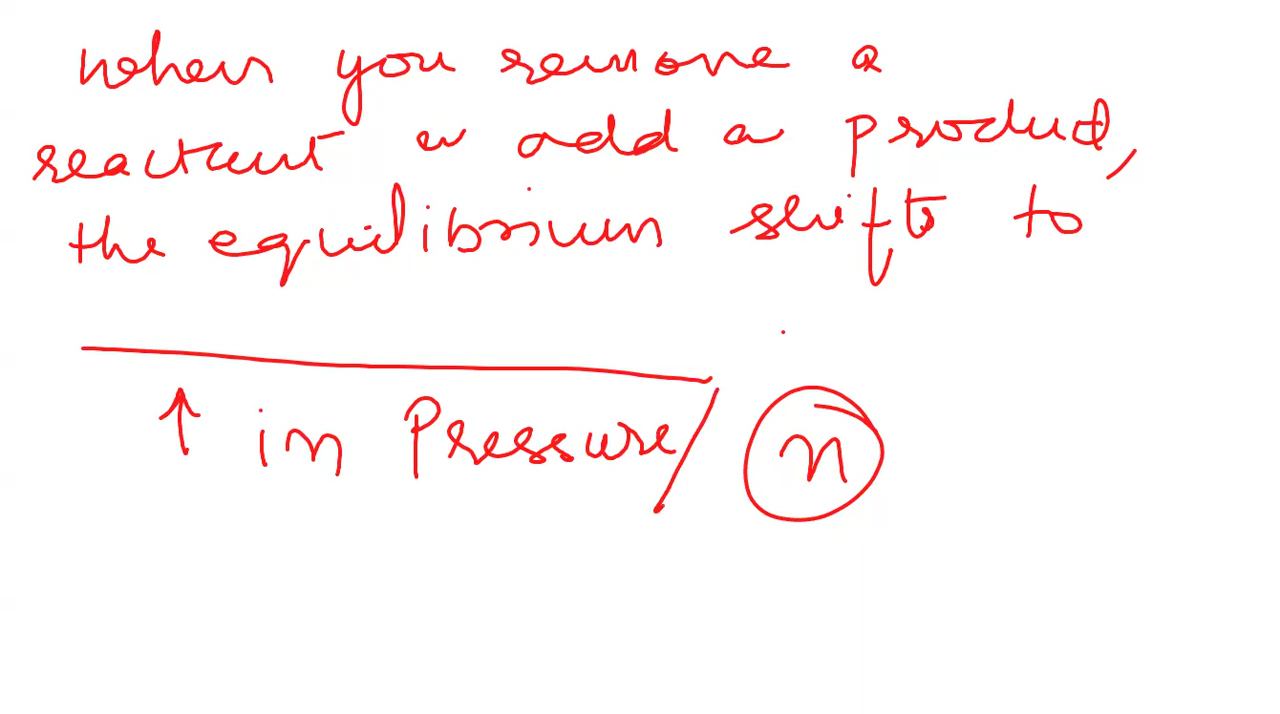 when you remove a
reactant or add a product,
the equilibrium shifts to
↑ in Pressure/ n